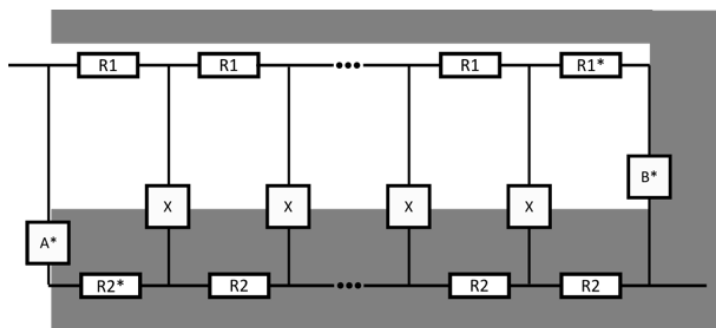 R1 R1 ••• R1 R1*
B*
X X X X
A*
R2* R2 ••• R2 R2